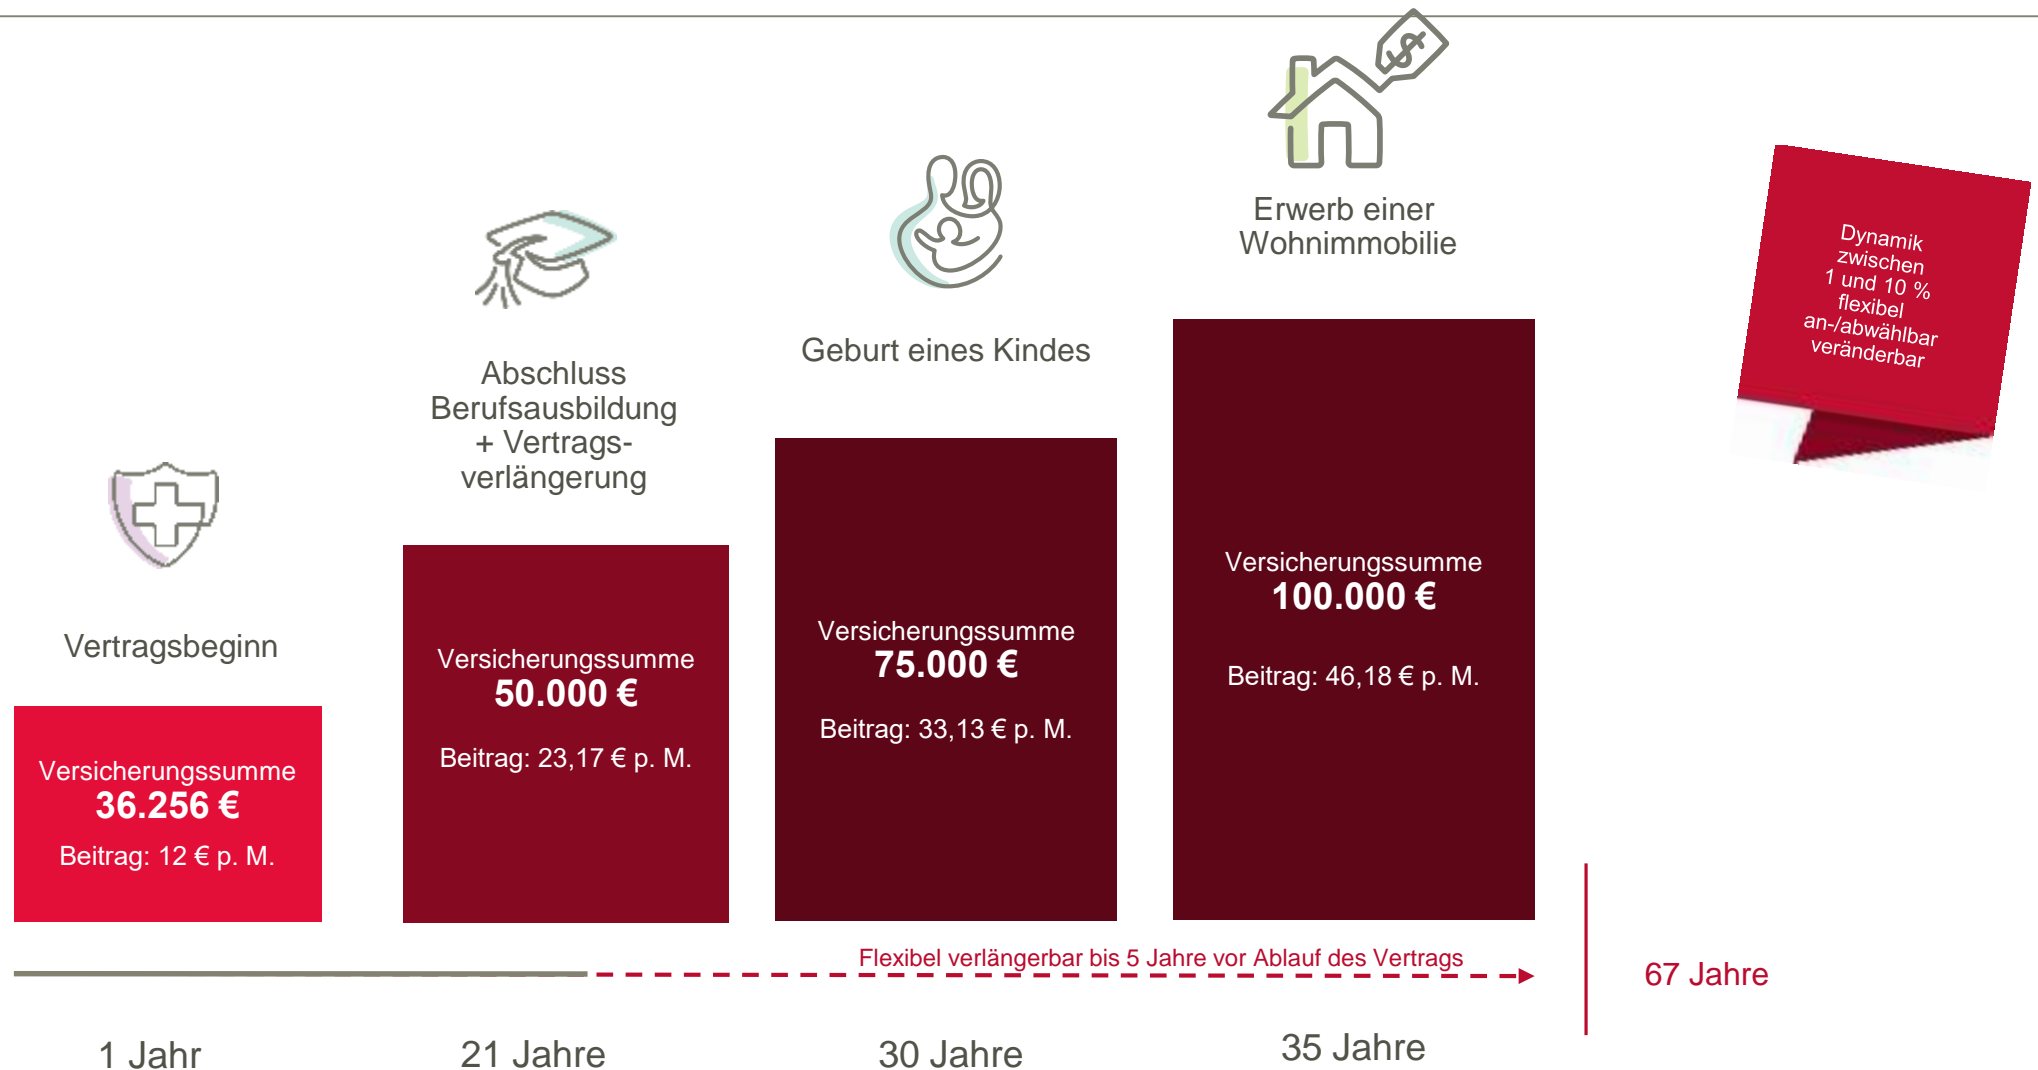 Vertragsbeginn
Versicherungssumme
36.256 €
Beitrag: 12 € p. M.
Abschluss
Berufsausbildung
+ Vertrags-
verlängerung
Versicherungssumme
50.000 €
Beitrag: 23,17 € p. M.
Geburt eines Kindes
Versicherungssumme
75.000 €
Beitrag: 33,13 € p. M.
Erwerb einer
Wohnimmobilie
Versicherungssumme
100.000 €
Beitrag: 46,18 € p. M.
Dynamik
zwischen
1 und 10 %
flexibel
an-/abwählbar
veränderbar
Flexibel verlängerbar bis 5 Jahre vor Ablauf des Vertrags
67 Jahre
1 Jahr
21 Jahre
30 Jahre
35 Jahre